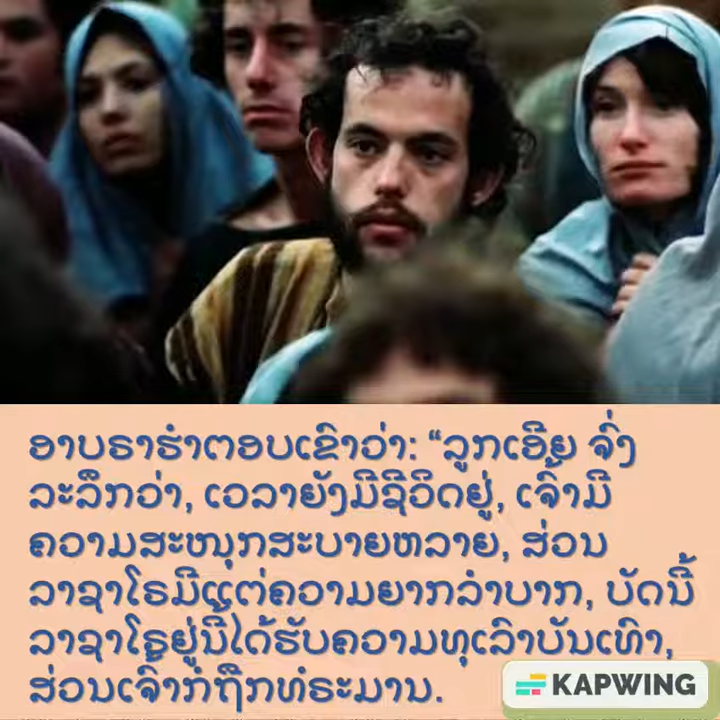 ອາບຣາຮຳຕອບເຂົາວ່າ: “ລູກເອີຍ ຈົ່ງ
ລະລຶກວ່າ, ເວລາຍັງມີຊີວິດຢູ່, ເຈົ້າມີ
ຄວາມສະໜຸກສະບາຍຫລາຍ, ສ່ວນ
ລາຊາໂຣມີແຕ່ຄວາມຍາກລຳບາກ, ບັດນີ້
ລາຊາໂຣຢູ່ນີ້ໄດ້ຮັບຄວາມທຸເລົາບັນເທົາ,
ສ່ວນເຈົ້າກໍຖືກທໍຣະມານ.
KAPWING